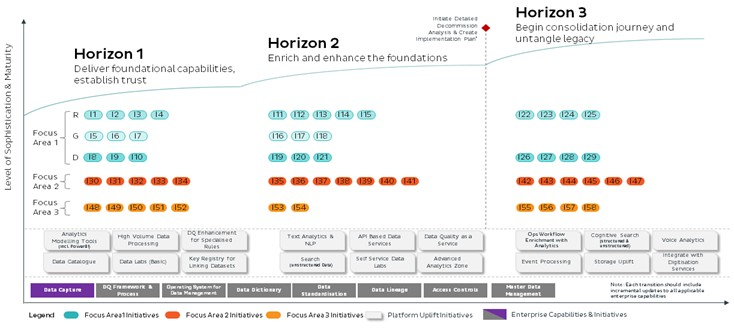 Initiate Detailed
Decommission
Analysis & Create
Implementation Plan*
Horizon 3
Begin consolidation journey and
untangle legacy
Horizon 2
Enrich and enhance the foundations
Horizon 1
Deliver foundational capabilities,
establish trust
Level of Sophistication & Maturity
Focus
Area 1
R
I1 I2 I3 I4
I11 I12 I13 I14 I15
I22 I23 I24 I25
G
I5 I6 I7
I16 I17 I18
D
I8 I9 I10
I19 I20 I21
I26 I27 I28 I29
Focus
Area 2
I30 I31 I32 I33 I34
I35 I36 I37 I38 I39 I40 I41
I42 I43 I44 I45 I46 I47
Focus
Area 3
I48 I49 I50 I51 I52
I53 I54
I55 I56 I57 I58
Analytics
Modelling Tools
(incl. PowerBI)
High Volume Data
Processing
DQ Enhancement
for Specialised
Rules
Text Analytics &
NLP
API Based Data
Services
Data Quality as a
Service
Ops Workflow
Enrichment with
Analytics
Cognitive Search
(structured &
unstructured)
Voice Analytics
Data Catalogue
Data Labs (Basic)
Key Registry for
Linking Datasets
Search
(unstructured Data)
Self Service Data
Labs
Advanced
Analytics Zone
Event Processing
Storage Uplift
Integrate with
Digitisation
Services
Data Capture
DQ Framework &
Process
Operating System for
Data Management
Data Dictionary
Data
Standardisation
Data Lineage
Access Controls
Master Data
Management
Note: Each transition should include
incremental updates to all applicable
enterprise capabilities
Legend
Focus Area1 Initiatives
Focus Area 2 Initiatives
Focus Area 3 Initiatives
Platform Uplift Initiatives
Enterprise Capabilities & Initiatives